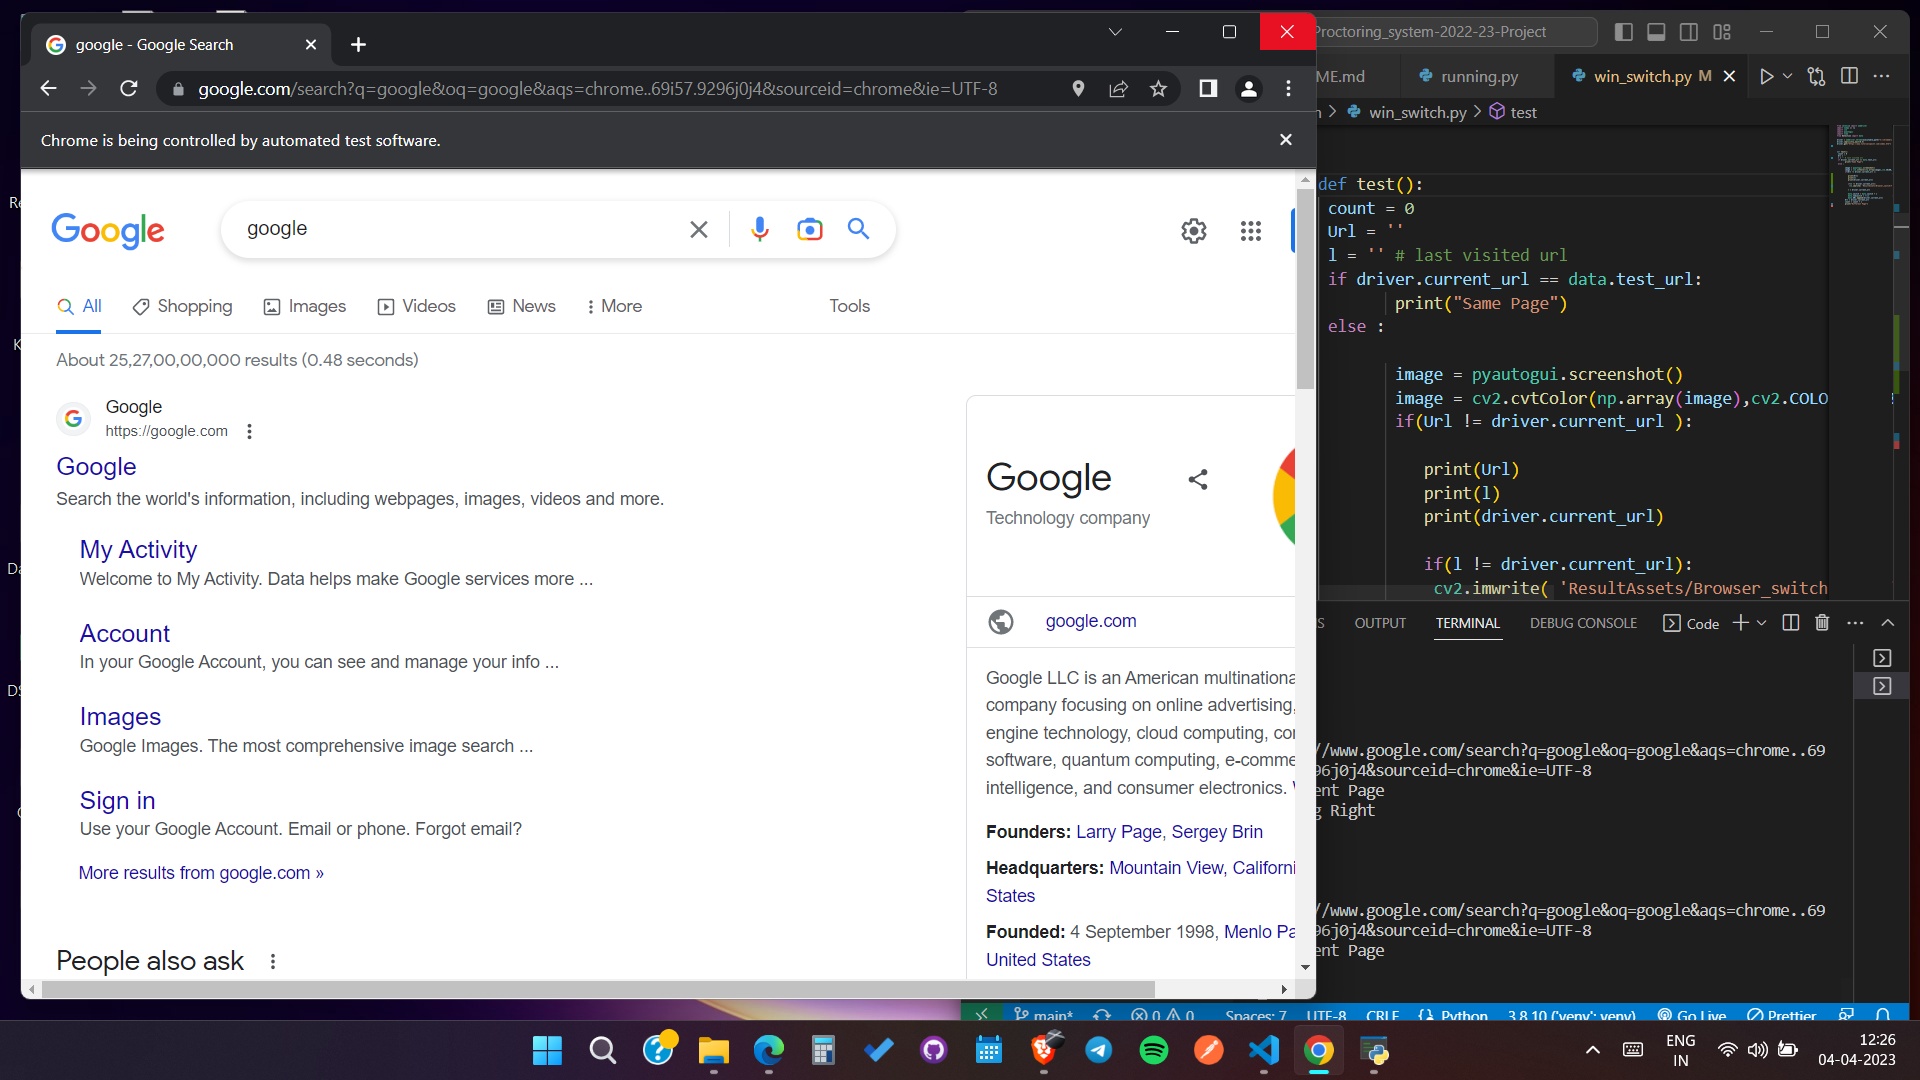 google - Google Search
google.com/search?q=google&oq=google&aqs=chrome..69i57.9296j0j4&sourceid=chrome&ie=UTF-8
Chrome is being controlled by automated test software.
Google
google
All
Shopping
Images
Videos
News
More
Tools
About 25,27,00,00,000 results (0.48 seconds)
Google
https://google.com
Google
Search the world's information, including webpages, images, videos and more.
My Activity
Welcome to My Activity. Data helps make Google services more ...
Account
In your Google Account, you can see and manage your info ...
Images
Google Images. The most comprehensive image search ...
Sign in
Use your Google Account. Email or phone. Forgot email?
More results from google.com »
People also ask
Google
Technology company
google.com
Google LLC is an American multinationa
company focusing on online advertising,
engine technology, cloud computing, co
software, quantum computing, e-comme
intelligence, and consumer electronics.
Founders: Larry Page, Sergey Brin
Headquarters: Mountain View, Californi
States
Founded: 4 September 1998, Menlo Pa
United States
Proctoring_system-2022-23-Project
ME.md
running.py
win_switch.py M
win_switch.py > test
def test():
count = 0
Url = ''
l = '' # last visited url
if driver.current_url == data.test_url:
print("Same Page")
else :
image = pyautogui.screenshot()
image = cv2.cvtColor(np.array(image),cv2.COLO
if(Url != driver.current_url ):
print(Url)
print(l)
print(driver.current_url)
if(l != driver.current_url):
cv2.imwrite( 'ResultAssets/Browser_switch
S
OUTPUT
TERMINAL
DEBUG CONSOLE
Code
//www.google.com/search?q=google&oq=google&aqs=chrome..69
96j0j4&sourceid=chrome&ie=UTF-8
ent Page
g Right
//www.google.com/search?q=google&oq=google&aqs=chrome..69
96j0j4&sourceid=chrome&ie=UTF-8
ent Page
main*
0
0
Spaces: 7
UTF-8
CRLF
Python
3.8.10 ('venv': venv)
Go Live
Prettier
ENG
IN
12:26
04-04-2023